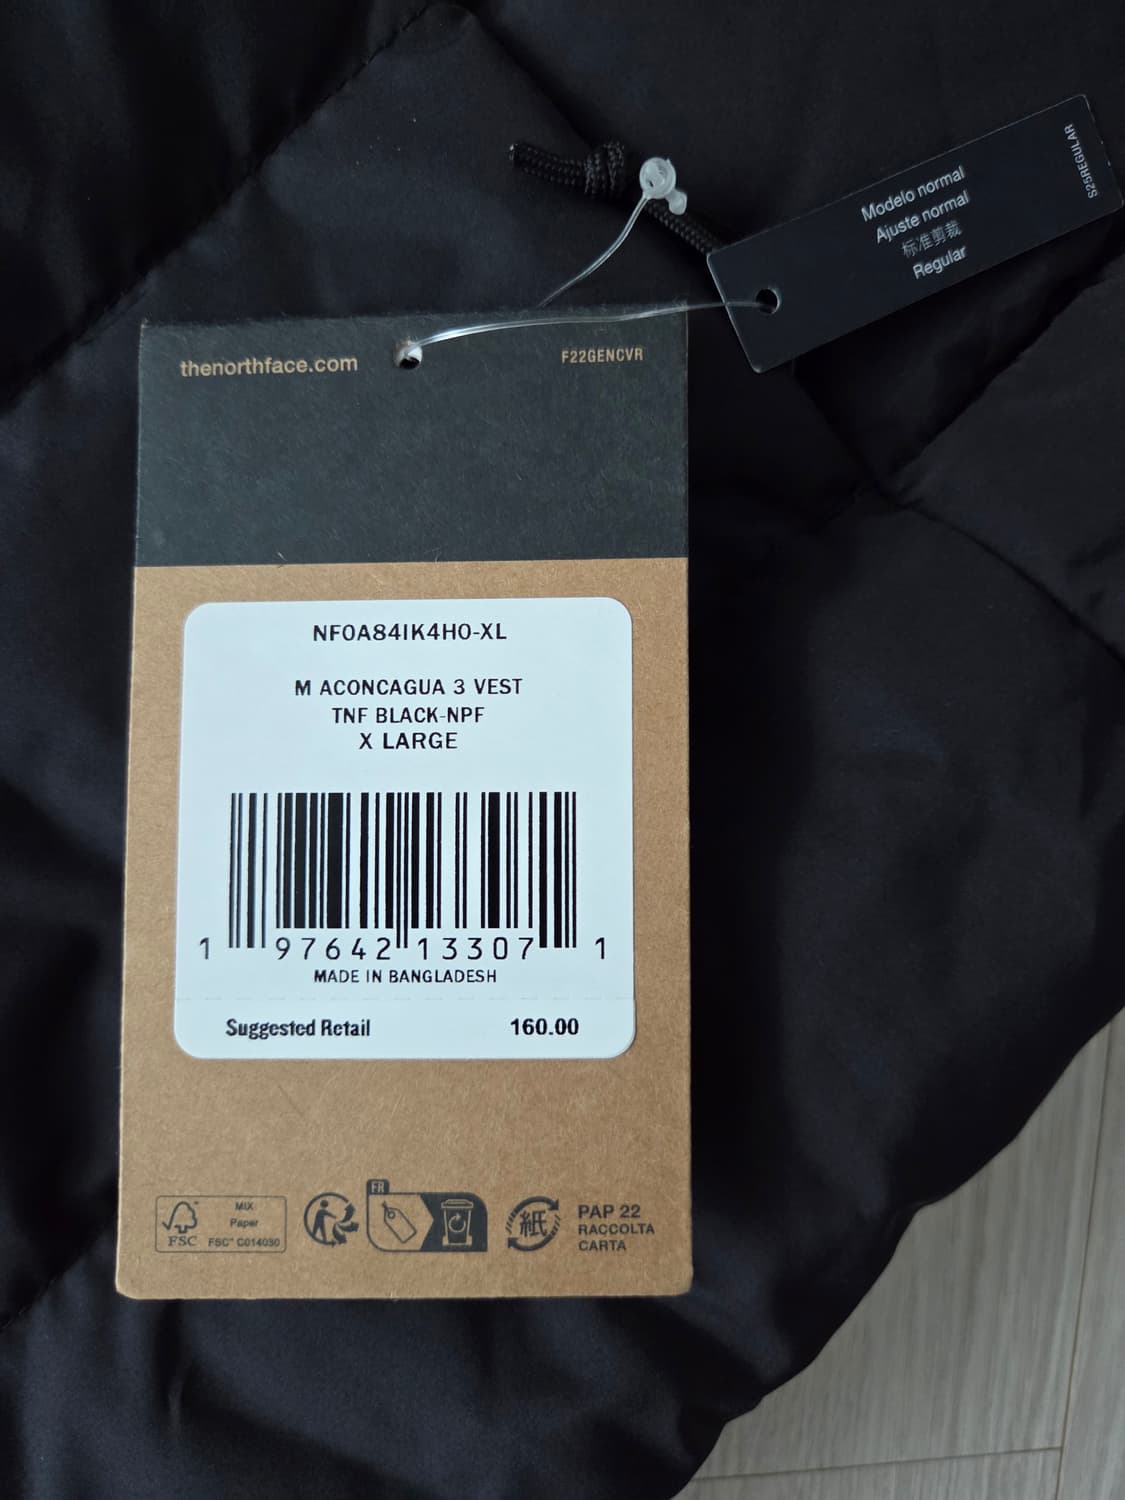 Modelo normal
Ajuste normal
标准剪裁
Regular
S25REGULAR
thenorthface.com
F22GENCVR
NF0A84IK4H0-XL
M ACONCAGUA 3 VEST
TNF BLACK-NPF
X LARGE
1 97642 13307 1
MADE IN BANGLADESH
Suggested Retail 160.00
FSC
MIX
Paper
FSC™ C014030
FR
紙
PAP 22
RACCOLTA
CARTA